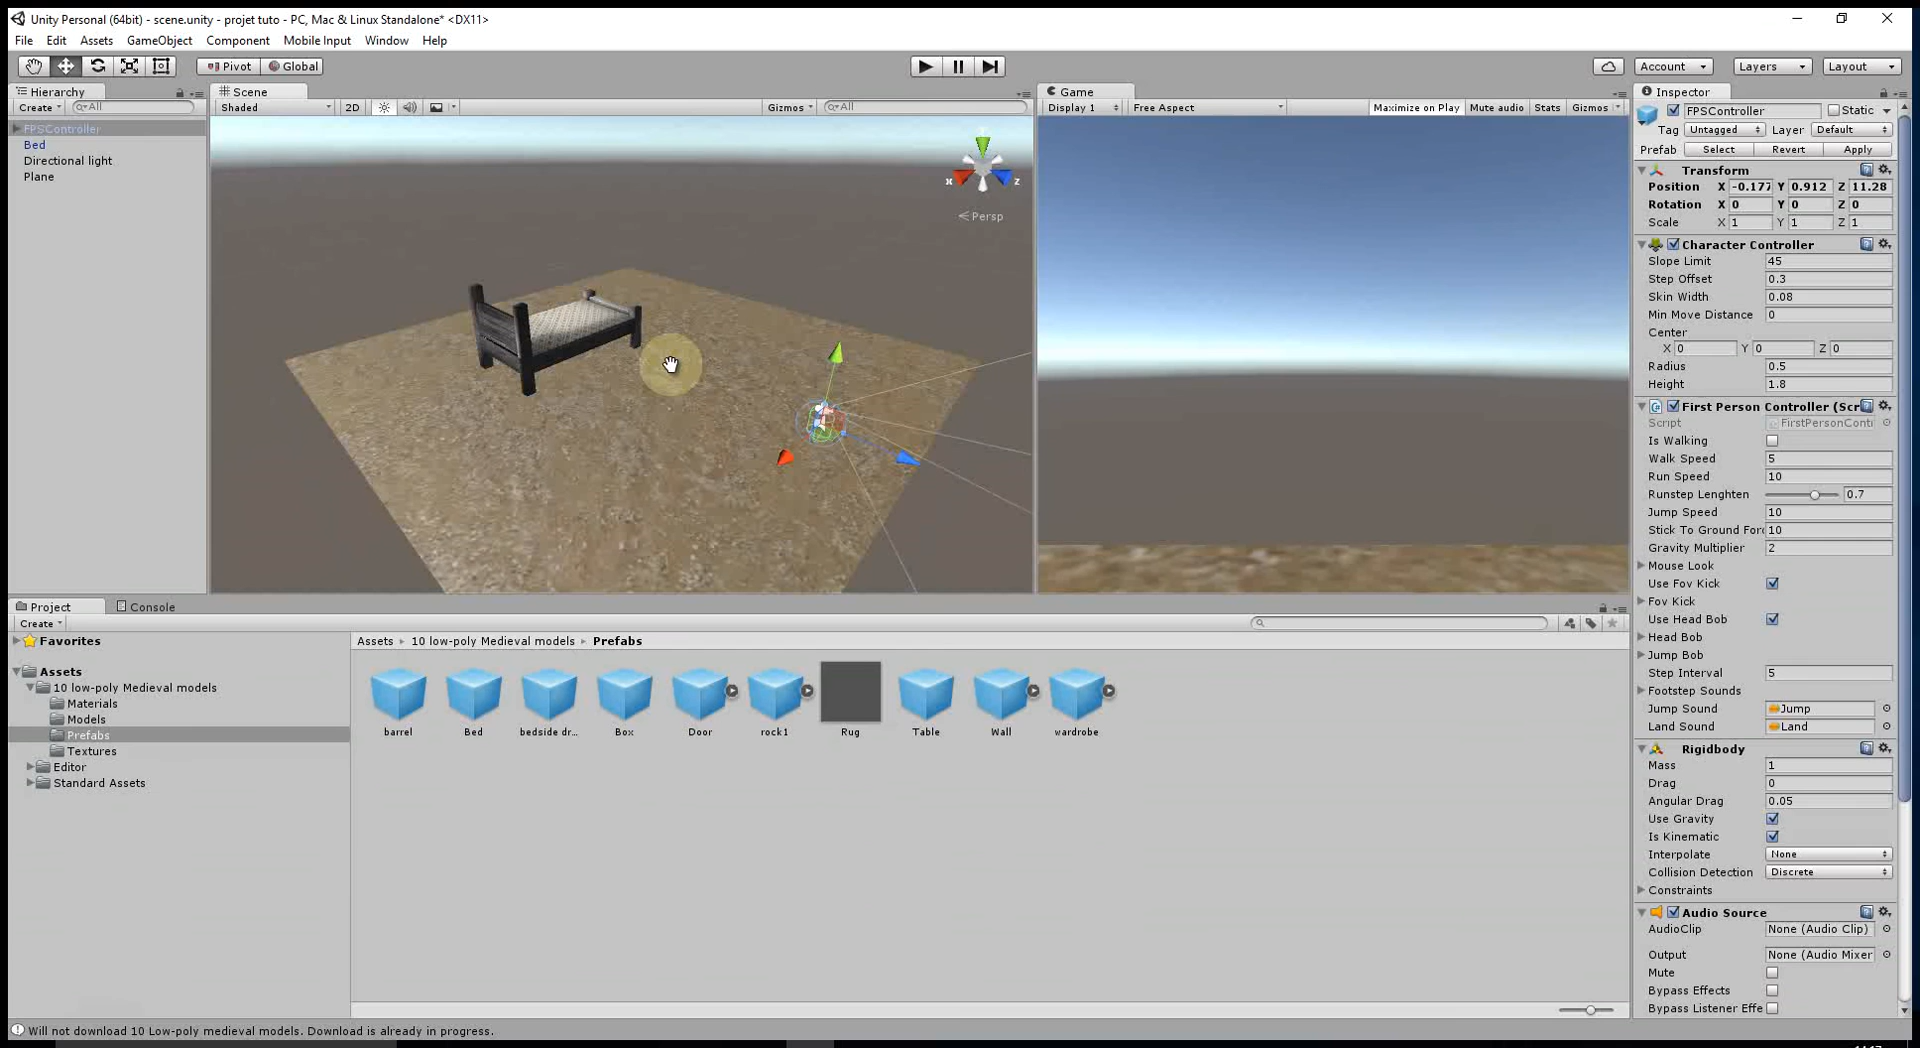 Unity Personal (64bit) - scene.unity - projet tuto - PC, Mac & Linux Standalone* <DX11>
File Edit Assets GameObject Component Mobile Input Window Help
Pivot Global Account Layers Layout
Hierarchy
Create All
FPSController
Bed
Directional light
Plane
Scene
Shaded 2D Gizmos All
x z
Persp
Game
Display 1 Free Aspect Maximize on Play Mute audio Stats Gizmos
Inspector
FPSController Static
Tag Untagged Layer Default
Prefab Select Revert Apply
Transform
Position X -0.177 Y 0.912 Z 11.28
Rotation X 0 Y 0 Z 0
Scale X 1 Y 1 Z 1
Character Controller
Slope Limit 45
Step Offset 0.3
Skin Width 0.08
Min Move Distance 0
Center
X 0 Y 0 Z 0
Radius 0.5
Height 1.8
First Person Controller (Scr
Script FirstPersonConti
Is Walking
Walk Speed 5
Run Speed 10
Runstep Lenghten 0.7
Jump Speed 10
Stick To Ground For 10
Gravity Multiplier 2
Mouse Look
Use Fov Kick
Fov Kick
Use Head Bob
Head Bob
Jump Bob
Step Interval 5
Footstep Sounds
Jump Sound Jump
Land Sound Land
Rigidbody
Mass 1
Drag 0
Angular Drag 0.05
Use Gravity
Is Kinematic
Interpolate None
Collision Detection Discrete
Constraints
Audio Source
AudioClip None (Audio Clip)
Output None (Audio Mixer
Mute
Bypass Effects
Bypass Listener Effe
Project Console
Create
Favorites
Assets
10 low-poly Medieval models
Materials
Models
Prefabs
Textures
Editor
Standard Assets
Assets 10 low-poly Medieval models Prefabs
barrel Bed bedside dr... Box Door rock1 Rug Table Wall wardrobe
Will not download 10 Low-poly medieval models. Download is already in progress.